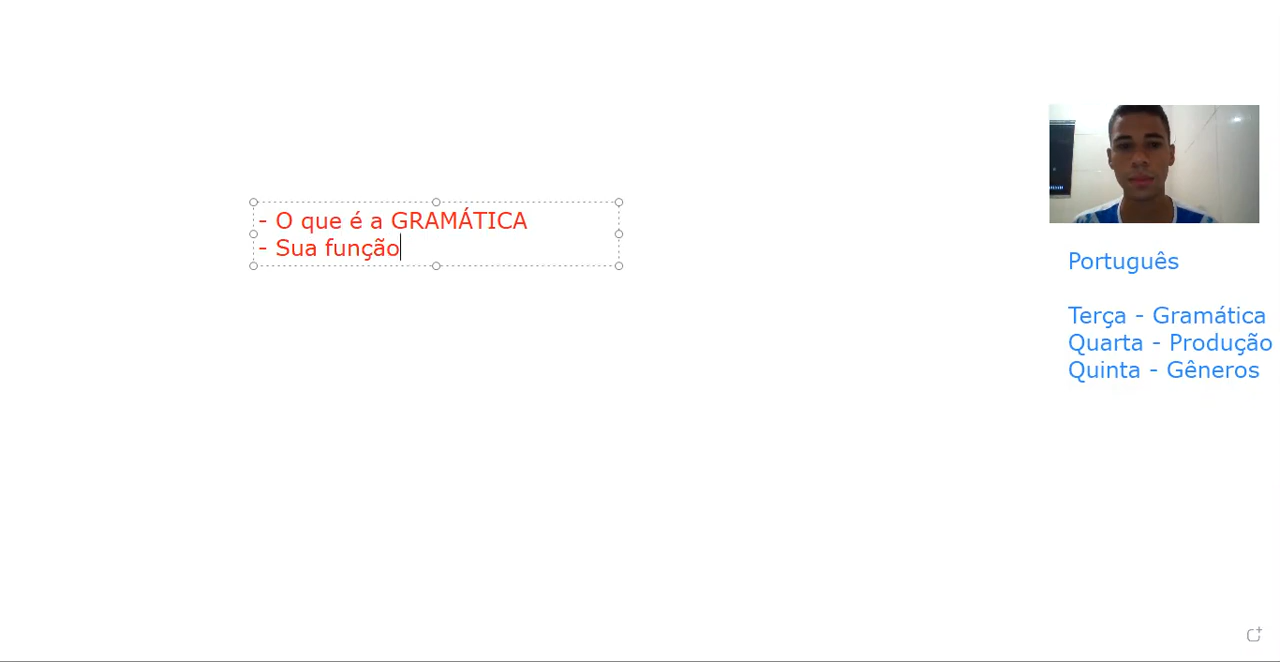 - O que é a GRAMÁTICA
- Sua função
Português
Terça - Gramática
Quarta - Produção
Quinta - Gêneros